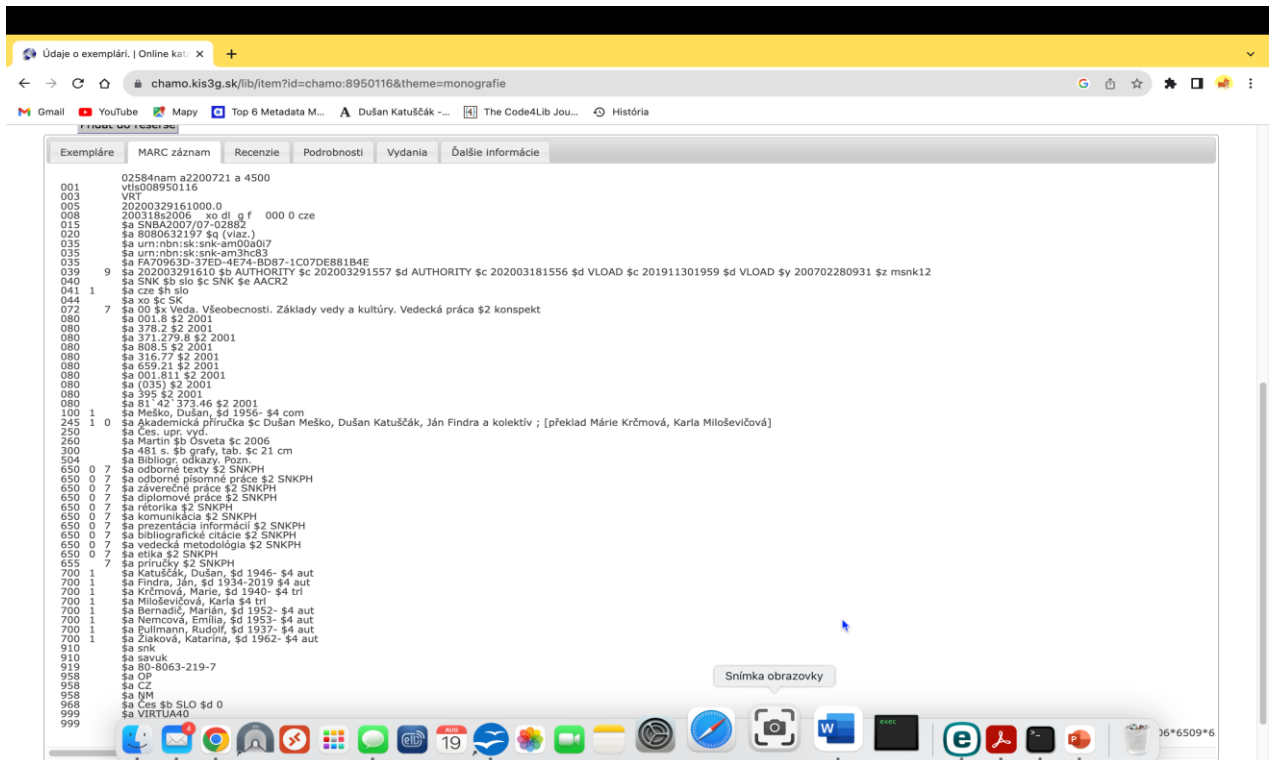 Údaje o exemplári. | Online kat
chamo.kis3g.sk/lib/item?id=chamo:8950116&theme=monografie
Gmail YouTube Mapy Top 6 Metadata M... Dušan Katuščák -... The Code4Lib Jou... História
Pridať do rešerše
Exempláre MARC záznam Recenzie Podrobnosti Vydania Ďalšie informácie
02584nam a2200721 a 4500
001 vtls008950116
003 VRT
005 20200329161000.0
008 200318s2006 xo dl g f 000 0 cze
015 $a SNBA2007/07-02882
020 $a 8080632197 $q (viaz.)
035 $a urn:nbn:sk:snk-am00a0i7
035 $a urn:nbn:sk:snk-am3hc83
035 $a FA70963D-37ED-4E74-BD87-1C07DE881B4E
039 9 $a 202003291610 $b AUTHORITY $c 202003291557 $d AUTHORITY $c 202003181556 $d VLOAD $c 201911301959 $d VLOAD $y 200702280931 $z msnk12
040 $a SNK $b slo $c SNK $e AACR2
041 1 $a cze $h slo
044 $a xo $c SK
072 7 $a 00 $x Veda. Všeobecnosti. Základy vedy a kultúry. Vedecká práca $2 konspekt
080 $a 001.8 $2 2001
080 $a 378.2 $2 2001
080 $a 371.279.8 $2 2001
080 $a 808.5 $2 2001
080 $a 316.77 $2 2001
080 $a 659.21 $2 2001
080 $a 001.811 $2 2001
080 $a (035) $2 2001
080 $a 395 $2 2001
080 $a 81`42`373.46 $2 2001
100 1 $a Meško, Dušan, $d 1956- $4 com
245 1 0 $a Akademická příručka $c Dušan Meško, Dušan Katuščák, Ján Findra a kolektív ; [překlad Márie Krčmová, Karla Miloševičová]
250 $a Čes. upr. vyd.
260 $a Martin $b Osveta $c 2006
300 $a 481 s. $b grafy, tab. $c 21 cm
504 $a Bibliogr. odkazy. Pozn.
650 0 7 $a odborné texty $2 SNKPH
650 0 7 $a odborné písomné práce $2 SNKPH
650 0 7 $a záverečné práce $2 SNKPH
650 0 7 $a diplomové práce $2 SNKPH
650 0 7 $a rétorika $2 SNKPH
650 0 7 $a komunikácia $2 SNKPH
650 0 7 $a prezentácia informácií $2 SNKPH
650 0 7 $a bibliografické citácie $2 SNKPH
650 0 7 $a vedecká metodológia $2 SNKPH
650 0 7 $a etika $2 SNKPH
655 7 $a príručky $2 SNKPH
700 1 $a Katuščák, Dušan, $d 1946- $4 aut
700 1 $a Findra, Ján, $d 1934-2019 $4 aut
700 1 $a Krčmová, Marie, $d 1940- $4 trl
700 1 $a Miloševičová, Karla $4 trl
700 1 $a Bernadič, Marián, $d 1952- $4 aut
700 1 $a Nemcová, Emília, $d 1953- $4 aut
700 1 $a Pullmann, Rudolf, $d 1937- $4 aut
700 1 $a Žiaková, Katarína, $d 1962- $4 aut
910 $a snk
910 $a savuk
919 $a 80-8063-219-7
958 $a OP
958 $a CZ
958 $a NM
968 $a Čes $b SLO $d 0
999 $a VIRTUA40
999
06*6509*6
Snímka obrazovky
4
AUG
19
exec